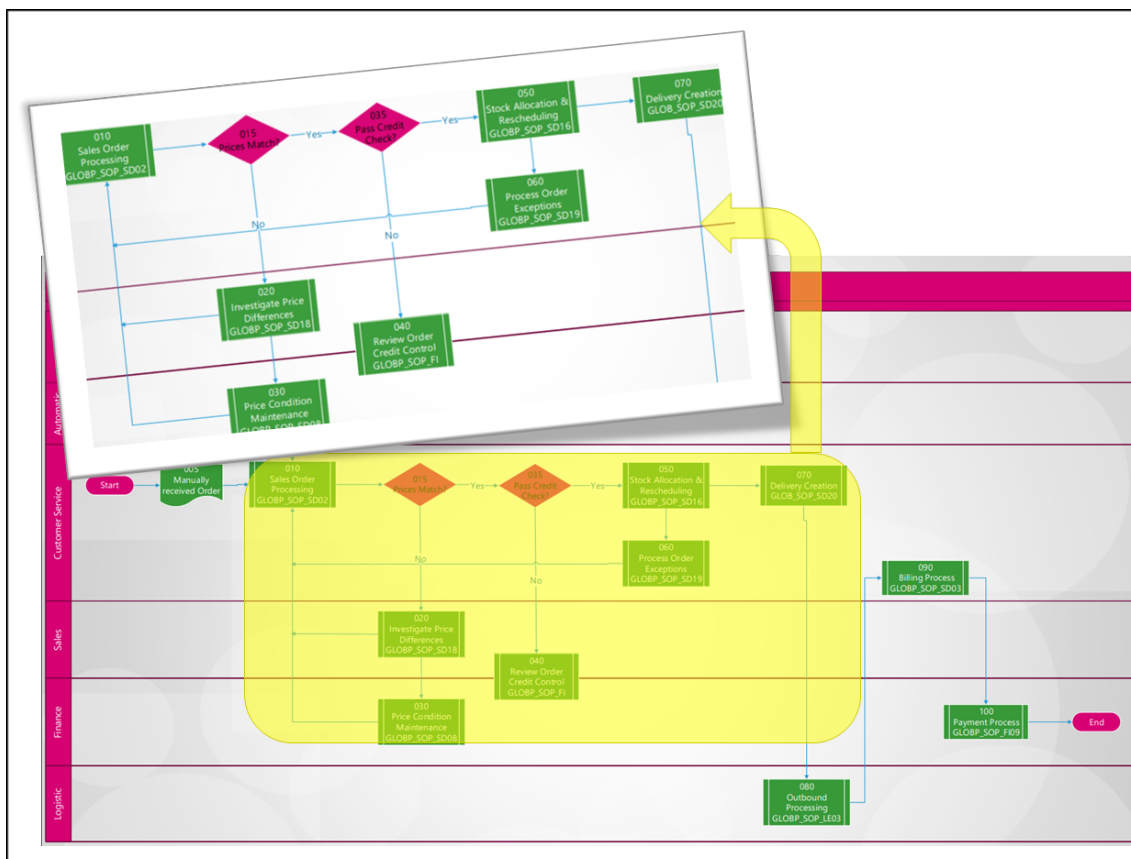 010
Sales Order
Processing
GLOBP_SOP_SD02
015
Prices Match?
Yes
035
Pass Credit
Check?
Yes
050
Stock Allocation &
Rescheduling
GLOBP_SOP_SD16
070
Delivery Creation
GLOB_SOP_SD20
060
Process Order
Exceptions
GLOBP_SOP_SD19
No
No
020
Investigate Price
Differences
GLOBP_SOP_SD18
040
Review Order
Credit Control
GLOBP_SOP_FI
030
Price Condition
Maintenance
GLOBP_SOP_SD08
Automatic
Customer Service
Start
005
Manually
received Order
010
Sales Order
Processing
GLOBP_SOP_SD02
015
Prices Match?
Yes
035
Pass Credit
Check?
Yes
050
Stock Allocation &
Rescheduling
GLOBP_SOP_SD16
070
Delivery Creation
GLOB_SOP_SD20
No
060
Process Order
Exceptions
GLOBP_SOP_SD19
No
090
Billing Process
GLOBP_SOP_SD03
Sales
020
Investigate Price
Differences
GLOBP_SOP_SD18
040
Review Order
Credit Control
GLOBP_SOP_FI
Finance
030
Price Condition
Maintenance
GLOBP_SOP_SD08
100
Payment Process
GLOBP_SOP_FI09
End
Logistic
080
Outbound
Processing
GLOBP_SOP_LE03